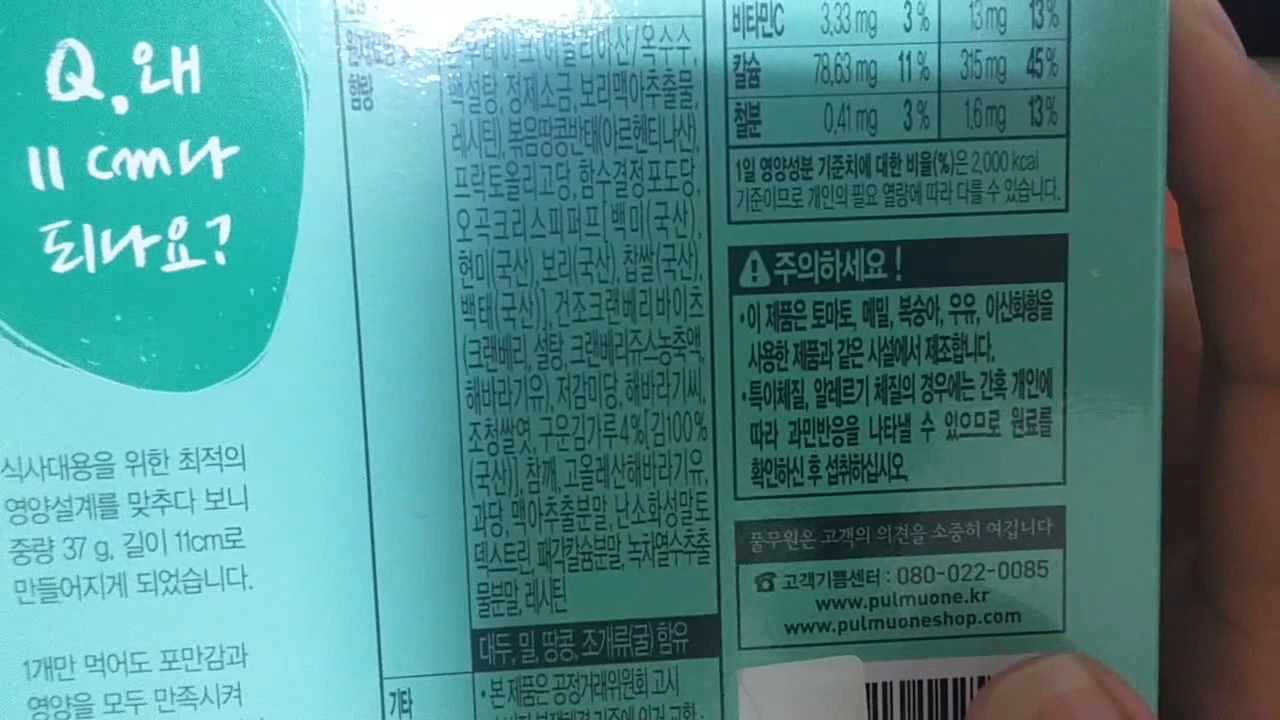 Q. 왜
11cm나
되나요?
식사대용을 위한 최적의
영양설계를 맞추다 보니
중량 37 g, 길이 11cm로
만들어지게 되었습니다.
1개만 먹어도 포만감과
영양을 모두 만족시켜
함량
옥수수,
백설탕, 정제소금, 보리맥아추출물,
레시틴), 볶음땅콩반태(아르헨티나산),
프락토올리고당, 함수결정포도당,
오곡크리스피퍼프[백미(국산),
현미(국산), 보리(국산), 찹쌀(국산),
백태(국산)], 건조크랜베리바이츠
(크랜베리, 설탕, 크랜베리쥬스농축액,
해바라기유), 저감미당, 해바라기씨,
조청쌀엿, 구운김가루4%[김100%
(국산)], 참깨, 고올레산해바라기유,
과당, 맥아추출분말, 난소화성말토
덱스트린, 패각칼슘분말, 녹차열수추출
물분말, 레시틴
대두, 밀, 땅콩, 조개류(굴) 함유
기타
• 본 제품은 공정거래위원회 고시
비타민C 3.33 mg 3 % 13 mg 13 %
칼슘 78.63 mg 11 % 315 mg 45 %
철분 0.41 mg 3 % 1.6 mg 13 %
1일 영양성분 기준치에 대한 비율(%)은 2,000 kcal
기준이므로 개인의 필요 열량에 따라 다를 수 있습니다.
주의하세요!
• 이 제품은 토마토, 메밀, 복숭아, 우유, 아산화황을
사용한 제품과 같은 시설에서 제조합니다.
• 특이체질, 알레르기 체질의 경우에는 간혹 개인에
따라 과민반응을 나타낼 수 있으므로 원료를
확인하신 후 섭취하십시오.
풀무원은 고객의 의견을 소중히 여깁니다
고객기쁨센터 : 080-022-0085
www.pulmuone.kr
www.pulmuoneshop.com